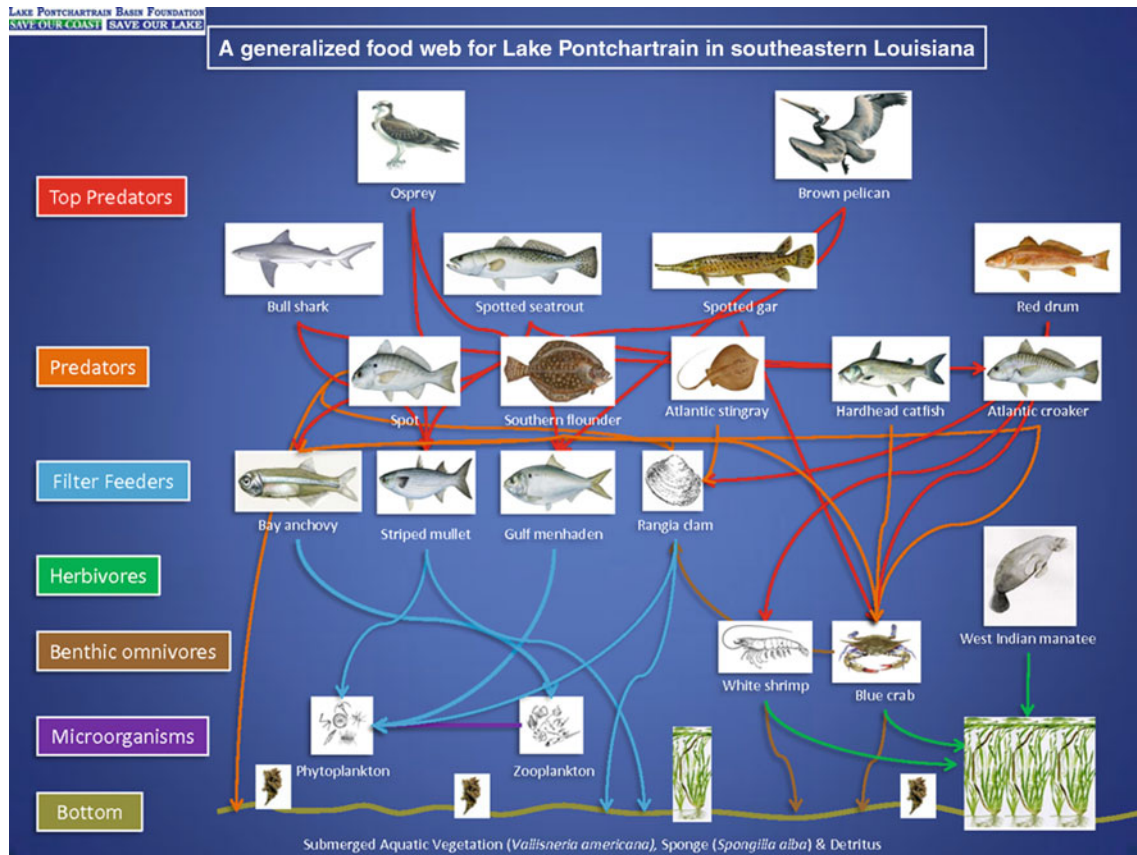 LAKE PONTCHARTRAIN BASIN FOUNDATION
SAVE OUR COAST SAVE OUR LAKE
A generalized food web for Lake Pontchartrain in southeastern Louisiana
Top Predators
Osprey
Brown pelican
Bull shark
Spotted seatrout
Spotted gar
Red drum
Predators
Spot
Southern flounder
Atlantic stingray
Hardhead catfish
Atlantic croaker
Filter Feeders
Bay anchovy
Striped mullet
Gulf menhaden
Rangia clam
Herbivores
West Indian manatee
Benthic omnivores
White shrimp
Blue crab
Microorganisms
Phytoplankton
Zooplankton
Bottom
Submerged Aquatic Vegetation (Vallisneria americana), Sponge (Spongilla alba) & Detritus